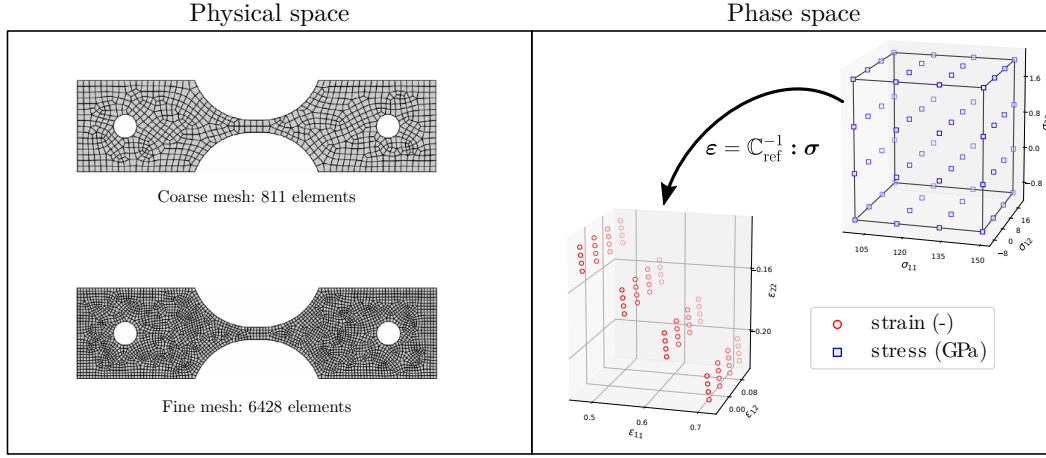 Physical space
Phase space
Coarse mesh: 811 elements
Fine mesh: 6428 elements
ε = ℂ_ref^{-1} : σ
1.6
0.8
0.0
−0.8
16
8
0
−8
σ₁₂
105
120
135
150
σ₁₁
−0.16
−0.20
ε₂₂
0.08
0.00
ε₁₂
0.5
0.6
0.7
ε₁₁
strain (-)
stress (GPa)